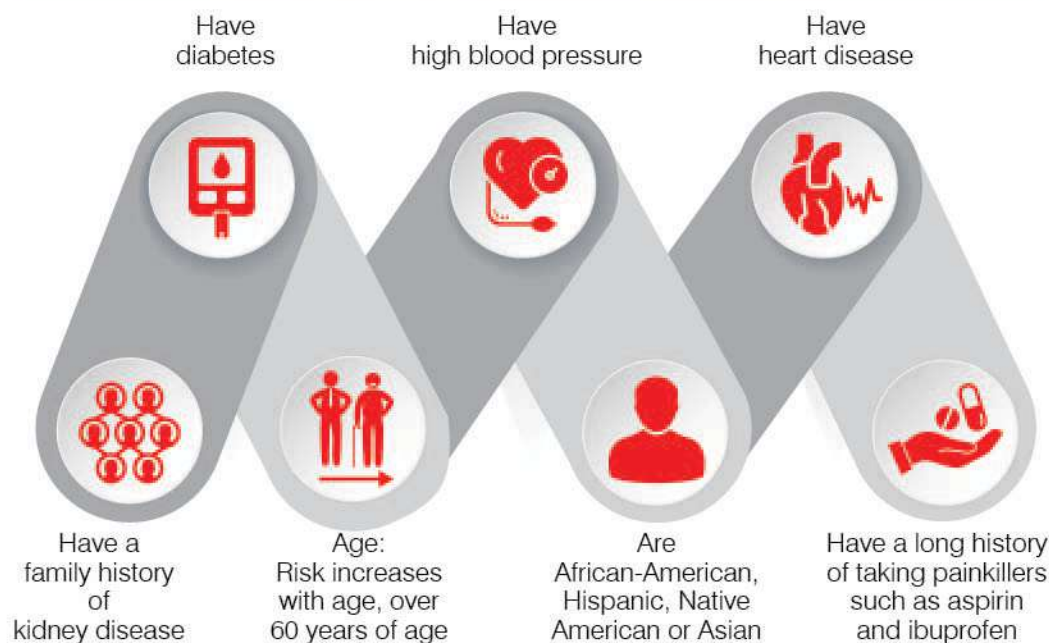 Have
diabetes
Have
high blood pressure
Have
heart disease
Have a
family history
of
kidney disease
Age:
Risk increases
with age, over
60 years of age
Are
African-American,
Hispanic, Native
American or Asian
Have a long history
of taking painkillers
such as aspirin
and ibuprofen